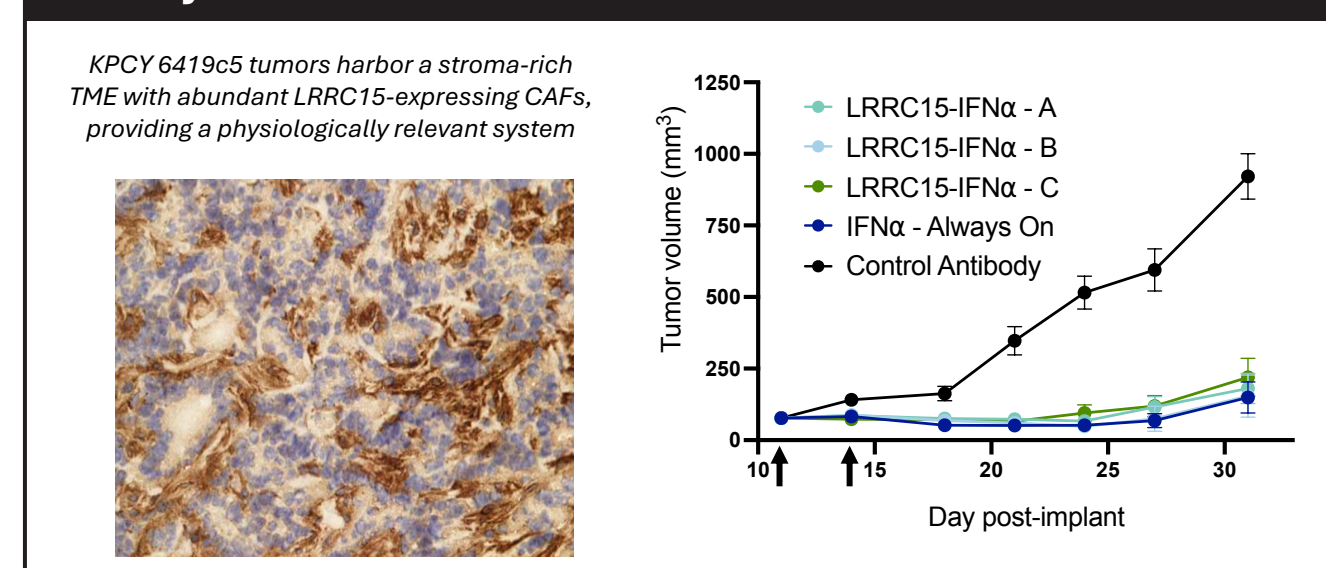 KPCY 6419c5 tumors harbor a stroma-rich
TME with abundant LRRC15-expressing CAFs,
providing a physiologically relevant system
Tumor volume (mm³)
1250
1000
750
500
250
0
LRRC15-IFNα - A
LRRC15-IFNα - B
LRRC15-IFNα - C
IFNα - Always On
Control Antibody
10 15 20 25 30
Day post-implant